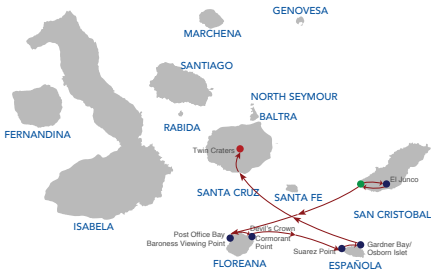 GENOVESA
MARCHENA
SANTIAGO
NORTH SEYMOUR
BALTRA
FERNANDINA
RABIDA
Twin Craters
El Junco
SANTA CRUZ
SANTA FE
SAN CRISTOBAL
ISABELA
Post Office Bay
Baroness Viewing Point
Devil's Crown
Cormorant
Point
Gardner Bay/
Osborn Islet
Suarez Point
FLOREANA
ESPAÑOLA